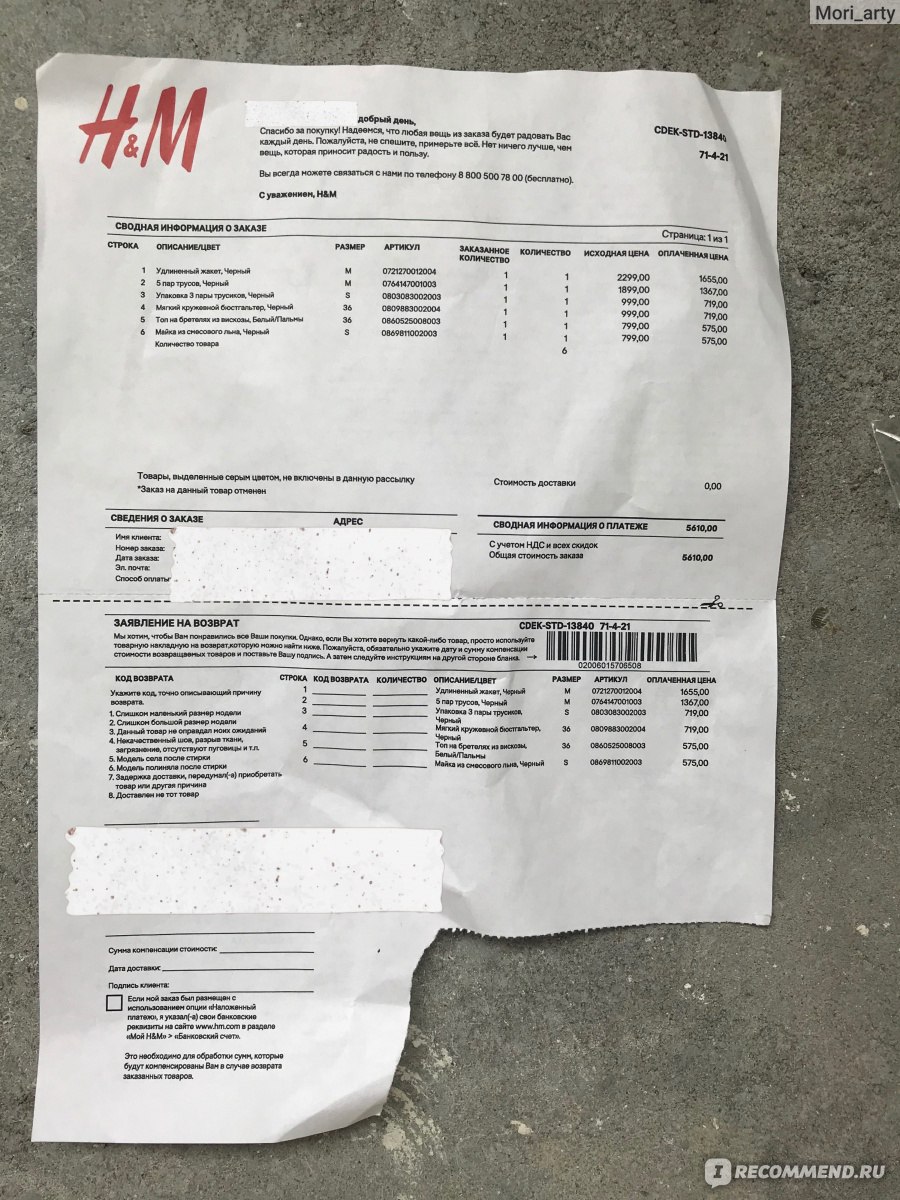 Mori_arty
H&M
добрый день,
Спасибо за покупку! Надеемся, что любая вещь из заказа будет радовать Вас
каждый день. Пожалуйста, не спешите, примерьте всё. Нет ничего лучше, чем
вещь, которая приносит радость и пользу.
Вы всегда можете связаться с нами по телефону 8 800 500 78 00 (бесплатно).
С уважением, H&M
CDEK-STD-13840
71-4-21
СВОДНАЯ ИНФОРМАЦИЯ О ЗАКАЗЕ Страница: 1 из 1
СТРОКА ОПИСАНИЕ/ЦВЕТ РАЗМЕР АРТИКУЛ ЗАКАЗАННОЕ КОЛИЧЕСТВО КОЛИЧЕСТВО ИСХОДНАЯ ЦЕНА ОПЛАЧЕННАЯ ЦЕНА
1 Удлиненный жакет, Черный M 0721270012004 1 1 2299,00 1655,00
2 5 пар трусов, Черный M 0764147001003 1 1 1899,00 1367,00
3 Упаковка 3 пары трусиков, Черный S 0803083002003 1 1 999,00 719,00
4 Мягкий кружевной бюстгальтер, Черный 36 0809883002004 1 1 999,00 719,00
5 Топ на бретелях из вискозы, Белый/Пальмы 36 0860525008003 1 1 799,00 575,00
6 Майка из смесового льна, Черный S 0869811002003 1 1 799,00 575,00
Количество товара 6
Товары, выделенные серым цветом, не включены в данную рассылку
*Заказ на данный товар отменен
Стоимость доставки 0,00
СВЕДЕНИЯ О ЗАКАЗЕ АДРЕС
Имя клиента:
Номер заказа:
Дата заказа:
Эл. почта:
Способ оплаты
СВОДНАЯ ИНФОРМАЦИЯ О ПЛАТЕЖЕ 5610,00
С учетом НДС и всех скидок
Общая стоимость заказа 5610,00
ЗАЯВЛЕНИЕ НА ВОЗВРАТ
Мы хотим, чтобы Вам понравились все Ваши покупки. Однако, если Вы хотите вернуть какой-либо товар, просто используйте
товарную накладную на возврат,которую можно найти ниже. Пожалуйста, обязательно укажите дату и сумму компенсации
стоимости возвращаемых товаров и поставьте Вашу подпись. А затем следуйте инструкциям на другой стороне бланка. →
CDEK-STD-13840 71-4-21
02006015706508
КОД ВОЗВРАТА
Укажите код, точно описывающий причину
возврата.
1. Слишком маленький размер модели
2. Слишком большой размер модели
3. Данный товар не оправдал моих ожиданий
4. Некачественный шов, разрыв ткани,
загрязнение, отсутствуют пуговицы и т.п.
5. Модель села после стирки
6. Модель полиняла после стирки
7. Задержка доставки, передумал(-а) приобретать
товар или другая причина
8. Доставлен не тот товар
СТРОКА КОД ВОЗВРАТА КОЛИЧЕСТВО ОПИСАНИЕ/ЦВЕТ РАЗМЕР АРТИКУЛ ОПЛАЧЕННАЯ ЦЕНА
1 Удлиненный жакет, Черный M 0721270012004 1655,00
2 5 пар трусов, Черный M 0764147001003 1367,00
3 Упаковка 3 пары трусиков, S 0803083002003 719,00
Черный
4 Мягкий кружевной бюстгальтер, 36 0809883002004 719,00
Черный
5 Топ на бретелях из вискозы, 36 0860525008003 575,00
Белый/Пальмы
6 Майка из смесового льна, Черный S 0869811002003 575,00
Сумма компенсации стоимости:
Дата доставки:
Подпись клиента:
Если мой заказ был размещен с
использованием опции «Наложенный
платеж», я указал(-а) свои банковские
реквизиты на сайте www.hm.com в разделе
«Мой H&M» > «Банковский счет».
Это необходимо для обработки сумм, которые
будут компенсированы Вам в случае возврата
заказанных товаров.
IRECOMMEND.RU